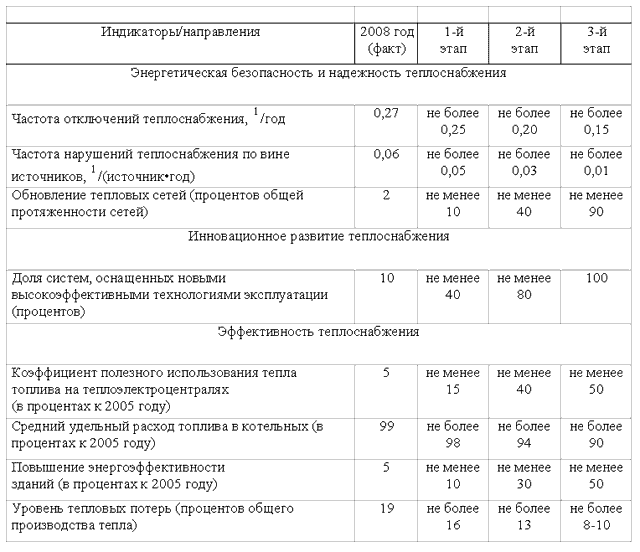 Индикаторы/направления 2008 год (факт) 1-й этап 2-й этап 3-й этап
Энергетическая безопасность и надежность теплоснабжения
Частота отключений теплоснабжения, 1/год 0,27 не более 0,25 не более 0,20 не более 0,15
Частота нарушений теплоснабжения по вине
источников, 1/(источник•год) 0,06 не более 0,05 не более 0,03 не более 0,01
Обновление тепловых сетей (процентов общей
протяженности сетей) 2 не менее 10 не менее 40 не менее 90
Инновационное развитие теплоснабжения
Доля систем, оснащенных новыми
высокоэффективными технологиями эксплуатации
(процентов) 10 не менее 40 не менее 80 100
Эффективность теплоснабжения
Коэффициент полезного использования тепла
топлива на теплоэлектроцентралях
(в процентах к 2005 году) 5 не менее 15 не менее 40 не менее 50
Средний удельный расход топлива в котельных (в
процентах к 2005 году) 99 не более 98 не более 94 не более 90
Повышение энергоэффективности
зданий (в процентах к 2005 году) 5 не менее 10 не менее 30 не менее 50
Уровень тепловых потерь (процентов общего
производства тепла) 19 не более 16 не более 13 не более 8-10